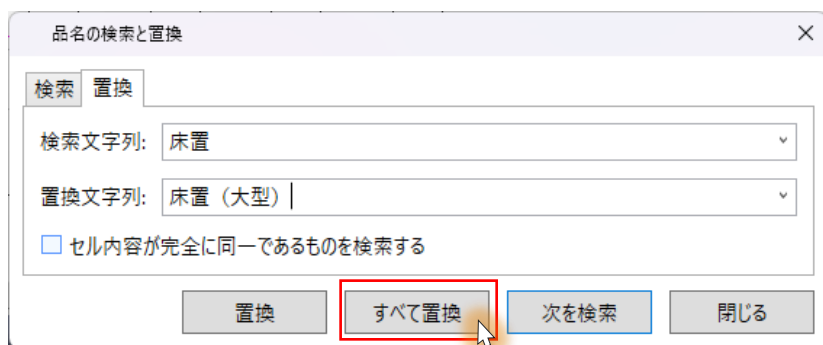 品名の検索と置換
検索 置換
検索文字列: 床置
置換文字列: 床置（大型）
セル内容が完全に同一であるものを検索する
置換 すべて置換 次を検索 閉じる